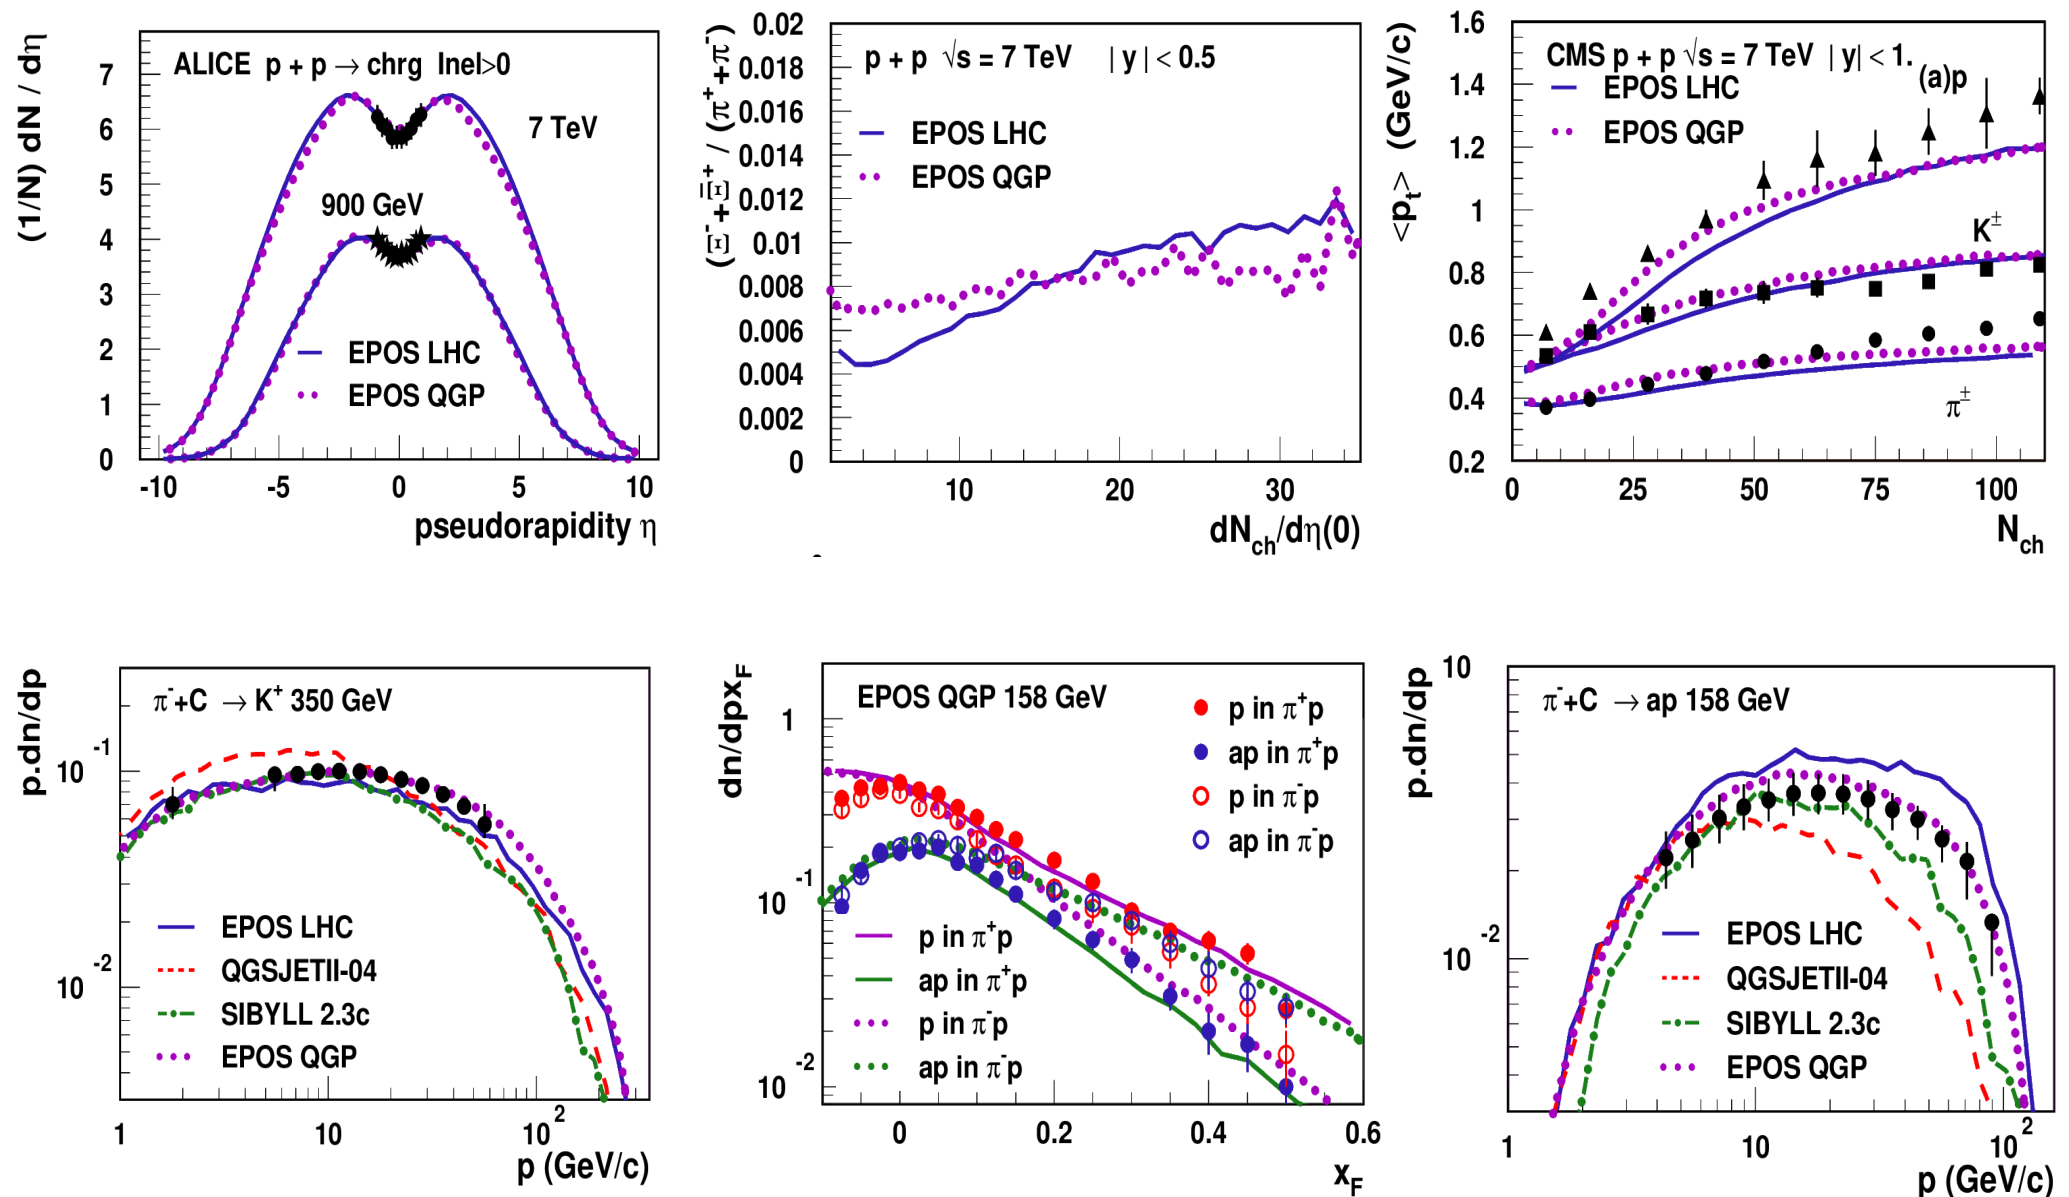 (1/N) dN / dη
ALICE p + p → chrg Inel>0
7 TeV
900 GeV
EPOS LHC
EPOS QGP
7
6
5
4
3
2
1
0
-10 -5 0 5 10
pseudorapidity η
(Ξ⁻+Ξ̄⁺ / (π⁺+π⁻)
p + p √s = 7 TeV | y | < 0.5
EPOS LHC
EPOS QGP
0.02
0.018
0.016
0.014
0.012
0.01
0.008
0.006
0.004
0.002
0
10 20 30
dN_ch/dη(0)
<p_t> (GeV/c)
CMS p + p √s = 7 TeV | y| < 1.
EPOS LHC
(a)p
EPOS QGP
K±
π±
1.6
1.4
1.2
1
0.8
0.6
0.4
0.2
0 25 50 75 100
N_ch
p.dn/dp
π⁻+C → K⁺ 350 GeV
EPOS LHC
QGSJETII-04
SIBYLL 2.3c
EPOS QGP
10⁻¹
10⁻²
1 10 10²
p (GeV/c)
dn/dpx_F
EPOS QGP 158 GeV
p in π⁺p
ap in π⁺p
p in π⁻p
ap in π⁻p
p in π⁺p
ap in π⁺p
p in π⁻p
ap in π⁻p
1
10⁻¹
10⁻²
0 0.2 0.4 0.6
x_F
p.dn/dp
π⁻+C → ap 158 GeV
EPOS LHC
QGSJETII-04
SIBYLL 2.3c
EPOS QGP
10
10⁻²
1 10 10²
p (GeV/c)